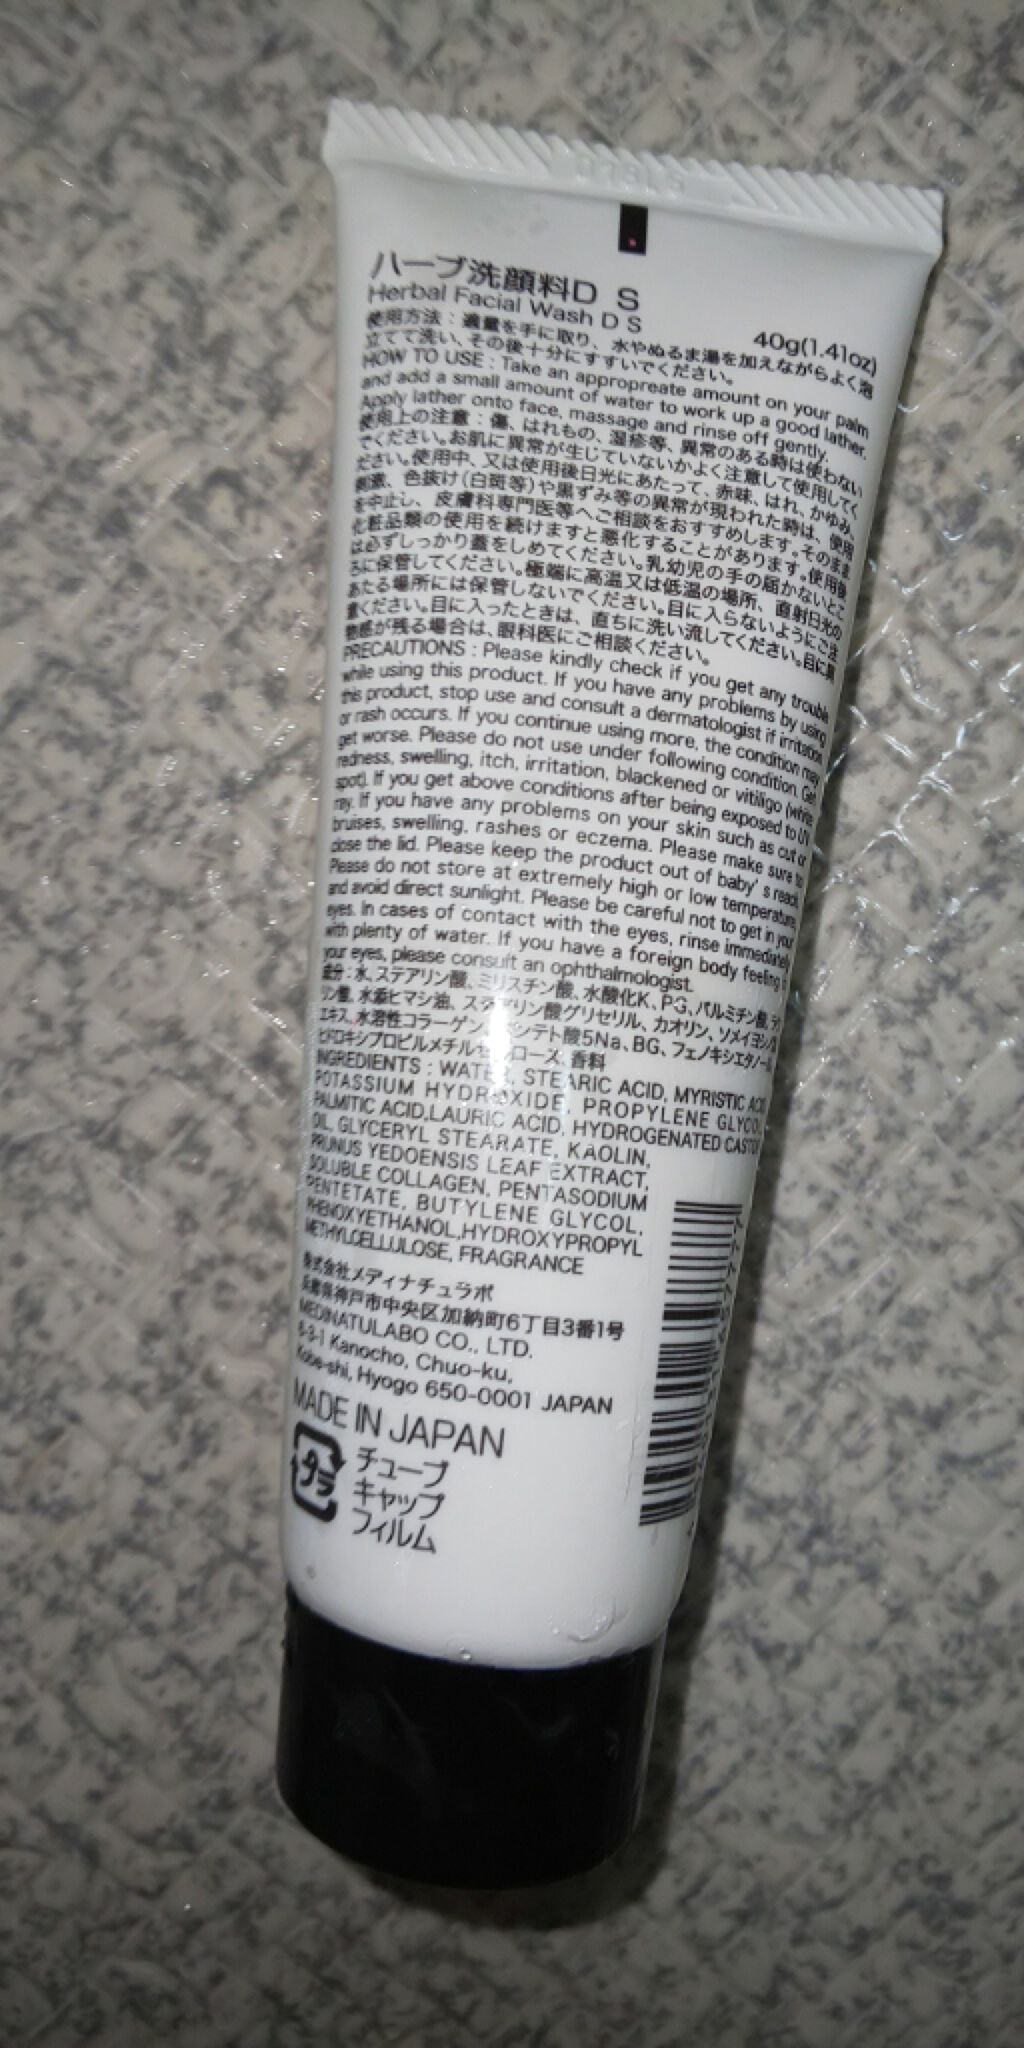 ハーブ洗顔料D S
Herbal Facial Wash D S
40g(1.41oz)
使用方法：適量を手に取り、水やぬるま湯を加えながらよく泡
立てて洗い、その後十分にすすいでください。
HOW TO USE : Take an appropreate amount on your palm
and add a small amount of water to work up a good lather.
Apply lather onto face, massage and rinse off gently.
使用上の注意：傷、はれもの、湿疹等、異常のある時は使わない
でください。お肌に異常が生じていないかよく注意して使用してく
ださい。使用中、又は使用後日光にあたって、赤味、はれ、かゆみ、
刺激、色抜け(白斑等)や黒ずみ等の異常が現われた時は、使用
を中止し、皮膚科専門医等へご相談をおすすめします。そのまま
化粧品類の使用を続けますと悪化することがあります。使用後
は必ずしっかり蓋をしめてください。乳幼児の手の届かないとこ
ろに保管してください。極端に高温又は低温の場所、直射日光の
あたる場所には保管しないでください。目に入らないようにご注
意ください。目に入ったときは、直ちに洗い流してください。目に異
物感が残る場合は、眼科医にご相談ください。
PRECAUTIONS : Please kindly check if you get any trouble
while using this product. If you have any problems by using
this product, stop use and consult a dermatologist if irritation
or rash occurs. If you continue using more, the condition may
get worse. Please do not use under following condition. Get
redness, swelling, itch, irritation, blackened or vitiligo (white
spot). If you get above conditions after being exposed to UV
ray. If you have any problems on your skin such as cut or
bruises, swelling, rashes or eczema. Please make sure to
close the lid. Please keep the product out of baby's reach.
Please do not store at extremely high or low temperature,
and avoid direct sunlight. Please be careful not to get in your
eyes. In cases of contact with the eyes, rinse immediately
with plenty of water. If you have a foreign body feeling in
your eyes, please consult an ophthalmologist.
成分：水、ステアリン酸、ミリスチン酸、水酸化K、PG、パルミチン酸、ラウ
リン酸、水添ヒマシ油、ステアリン酸グリセリル、カオリン、ソメイヨシノ葉
エキス、水溶性コラーゲン、ペンテト酸5Na、BG、フェノキシエタノール、
ヒドロキシプロピルメチルセルロース、香料
INGREDIENTS : WATER, STEARIC ACID, MYRISTIC ACID,
POTASSIUM HYDROXIDE, PROPYLENE GLYCOL,
PALMITIC ACID,LAURIC ACID, HYDROGENATED CASTOR
OIL, GLYCERYL STEARATE, KAOLIN,
PRUNUS YEDOENSIS LEAF EXTRACT,
SOLUBLE COLLAGEN, PENTASODIUM
PENTETATE, BUTYLENE GLYCOL,
PHENOXYETHANOL,HYDROXYPROPYL
METHYLCELLULOSE, FRAGRANCE
株式会社メディナチュラボ
兵庫県神戸市中央区加納町6丁目3番1号
MEDINATULABO CO., LTD.
6-3-1 Kanocho, Chuo-ku,
Kobe-shi, Hyogo 650-0001 JAPAN
MADE IN JAPAN
プラ
チューブ
キャップ
フィルム